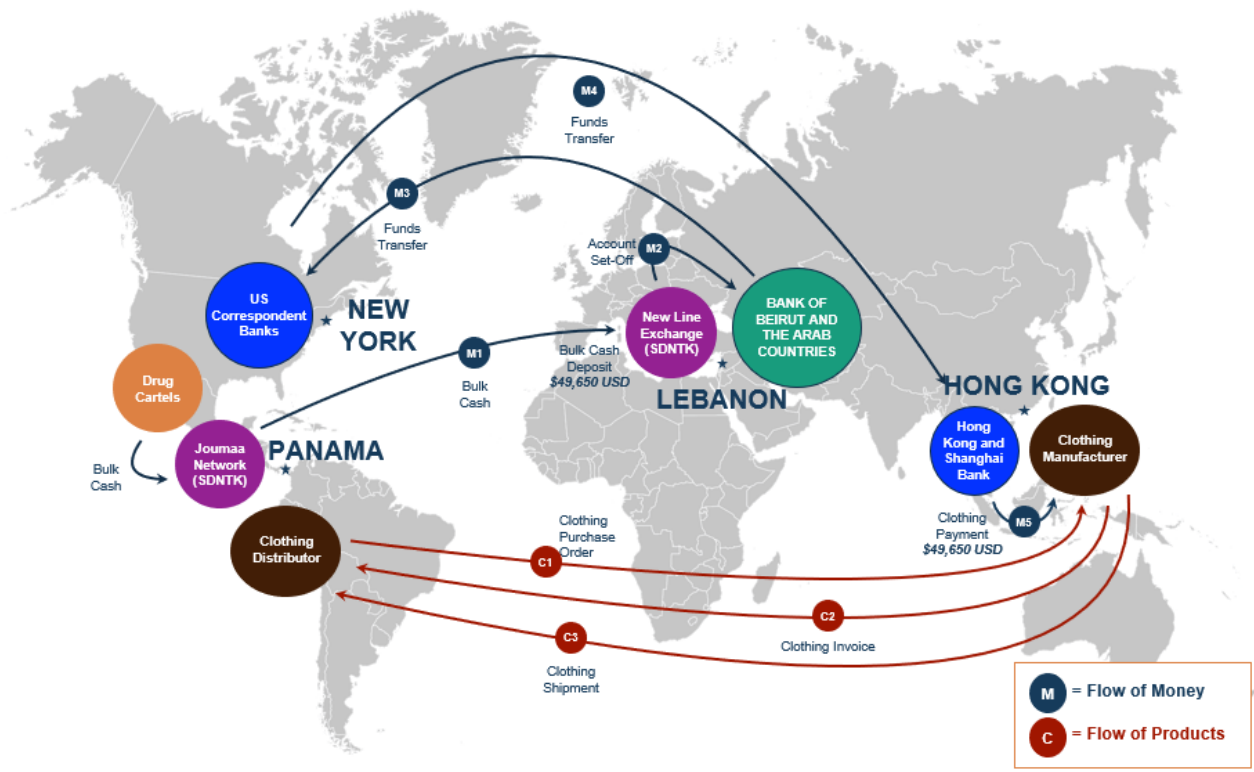 M4
Funds
Transfer
M3
Funds
Transfer
Account
Set-Off
M2
US
Correspondent
Banks
NEW
YORK
New Line
Exchange
(SDNTK)
BANK OF
BEIRUT AND
THE ARAB
COUNTRIES
M1
Bulk
Cash
Bulk Cash
Deposit
$49,650 USD
LEBANON
HONG KONG
Drug
Cartels
Bulk
Cash
Joumaa
Network
(SDNTK)
PANAMA
Hong
Kong and
Shanghai
Bank
Clothing
Manufacturer
Clothing
Payment
$49,650 USD
M5
Clothing
Distributor
Clothing
Purchase
Order
C1
C2
Clothing Invoice
C3
Clothing
Shipment
M = Flow of Money
C = Flow of Products